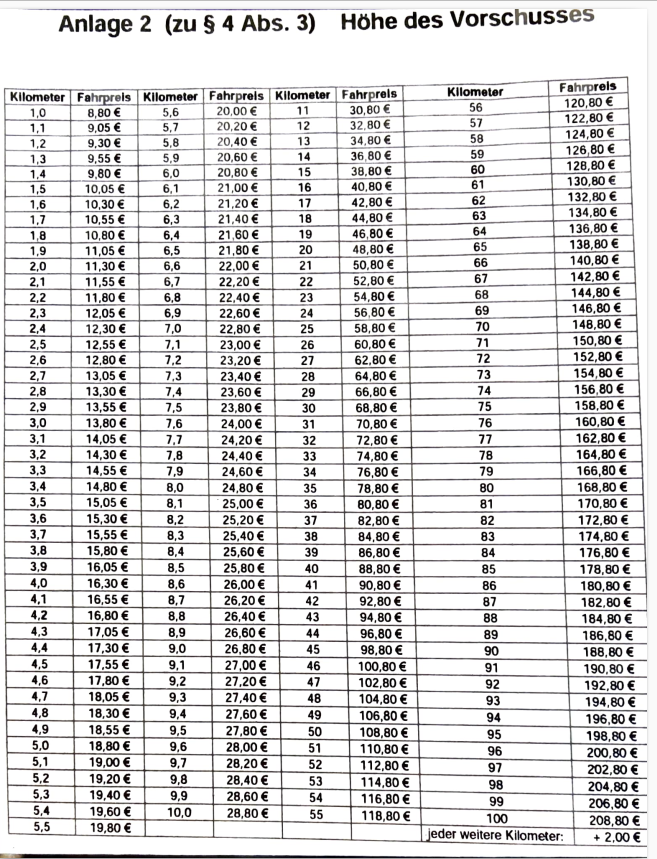 Anlage 2 (zu § 4 Abs. 3) Höhe des Vorschusses
Kilometer Fahrpreis Kilometer Fahrpreis Kilometer Fahrpreis Kilometer Fahrpreis
1,0 8,80 € 5,6 20,00 € 11 30,80 € 56 120,80 €
1,1 9,05 € 5,7 20,20 € 12 32,80 € 57 122,80 €
1,2 9,30 € 5,8 20,40 € 13 34,80 € 58 124,80 €
1,3 9,55 € 5,9 20,60 € 14 36,80 € 59 126,80 €
1,4 9,80 € 6,0 20,80 € 15 38,80 € 60 128,80 €
1,5 10,05 € 6,1 21,00 € 16 40,80 € 61 130,80 €
1,6 10,30 € 6,2 21,20 € 17 42,80 € 62 132,80 €
1,7 10,55 € 6,3 21,40 € 18 44,80 € 63 134,80 €
1,8 10,80 € 6,4 21,60 € 19 46,80 € 64 136,80 €
1,9 11,05 € 6,5 21,80 € 20 48,80 € 65 138,80 €
2,0 11,30 € 6,6 22,00 € 21 50,80 € 66 140,80 €
2,1 11,55 € 6,7 22,20 € 22 52,80 € 67 142,80 €
2,2 11,80 € 6,8 22,40 € 23 54,80 € 68 144,80 €
2,3 12,05 € 6,9 22,60 € 24 56,80 € 69 146,80 €
2,4 12,30 € 7,0 22,80 € 25 58,80 € 70 148,80 €
2,5 12,55 € 7,1 23,00 € 26 60,80 € 71 150,80 €
2,6 12,80 € 7,2 23,20 € 27 62,80 € 72 152,80 €
2,7 13,05 € 7,3 23,40 € 28 64,80 € 73 154,80 €
2,8 13,30 € 7,4 23,60 € 29 66,80 € 74 156,80 €
2,9 13,55 € 7,5 23,80 € 30 68,80 € 75 158,80 €
3,0 13,80 € 7,6 24,00 € 31 70,80 € 76 160,80 €
3,1 14,05 € 7,7 24,20 € 32 72,80 € 77 162,80 €
3,2 14,30 € 7,8 24,40 € 33 74,80 € 78 164,80 €
3,3 14,55 € 7,9 24,60 € 34 76,80 € 79 166,80 €
3,4 14,80 € 8,0 24,80 € 35 78,80 € 80 168,80 €
3,5 15,05 € 8,1 25,00 € 36 80,80 € 81 170,80 €
3,6 15,30 € 8,2 25,20 € 37 82,80 € 82 172,80 €
3,7 15,55 € 8,3 25,40 € 38 84,80 € 83 174,80 €
3,8 15,80 € 8,4 25,60 € 39 86,80 € 84 176,80 €
3,9 16,05 € 8,5 25,80 € 40 88,80 € 85 178,80 €
4,0 16,30 € 8,6 26,00 € 41 90,80 € 86 180,80 €
4,1 16,55 € 8,7 26,20 € 42 92,80 € 87 182,80 €
4,2 16,80 € 8,8 26,40 € 43 94,80 € 88 184,80 €
4,3 17,05 € 8,9 26,60 € 44 96,80 € 89 186,80 €
4,4 17,30 € 9,0 26,80 € 45 98,80 € 90 188,80 €
4,5 17,55 € 9,1 27,00 € 46 100,80 € 91 190,80 €
4,6 17,80 € 9,2 27,20 € 47 102,80 € 92 192,80 €
4,7 18,05 € 9,3 27,40 € 48 104,80 € 93 194,80 €
4,8 18,30 € 9,4 27,60 € 49 106,80 € 94 196,80 €
4,9 18,55 € 9,5 27,80 € 50 108,80 € 95 198,80 €
5,0 18,80 € 9,6 28,00 € 51 110,80 € 96 200,80 €
5,1 19,00 € 9,7 28,20 € 52 112,80 € 97 202,80 €
5,2 19,20 € 9,8 28,40 € 53 114,80 € 98 204,80 €
5,3 19,40 € 9,9 28,60 € 54 116,80 € 99 206,80 €
5,4 19,60 € 10,0 28,80 € 55 118,80 € 100 208,80 €
5,5 19,80 € jeder weitere Kilometer: + 2,00 €